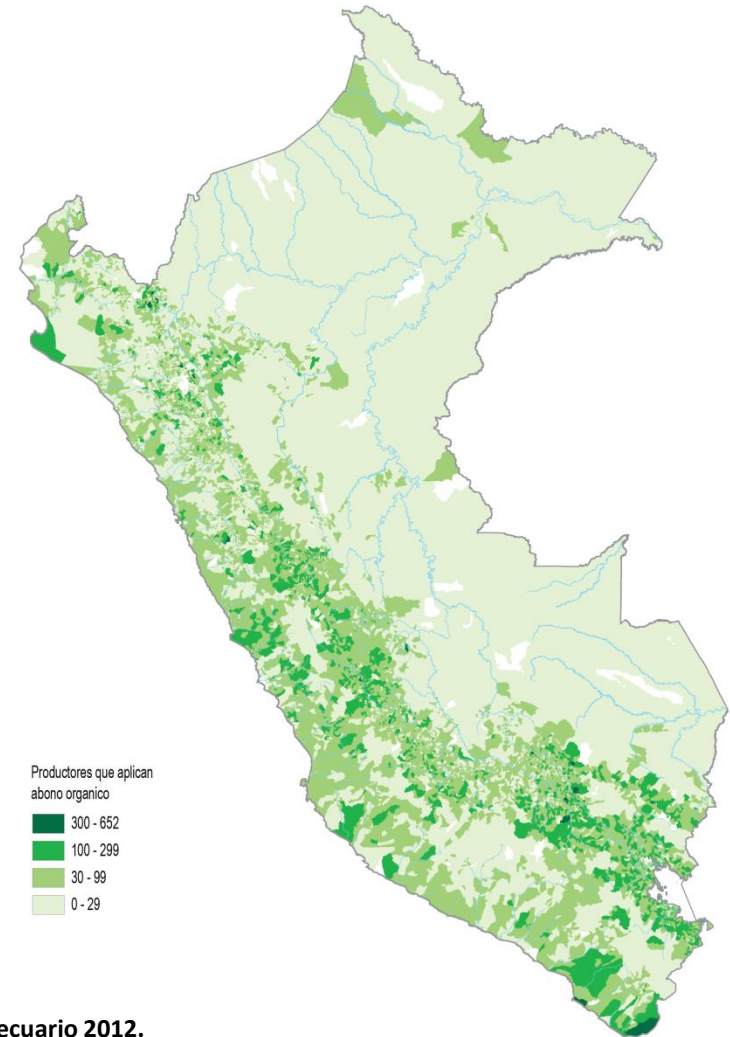 Productores que aplican
abono organico
300 - 652
100 - 299
30 - 99
0 - 29
ecuario 2012.